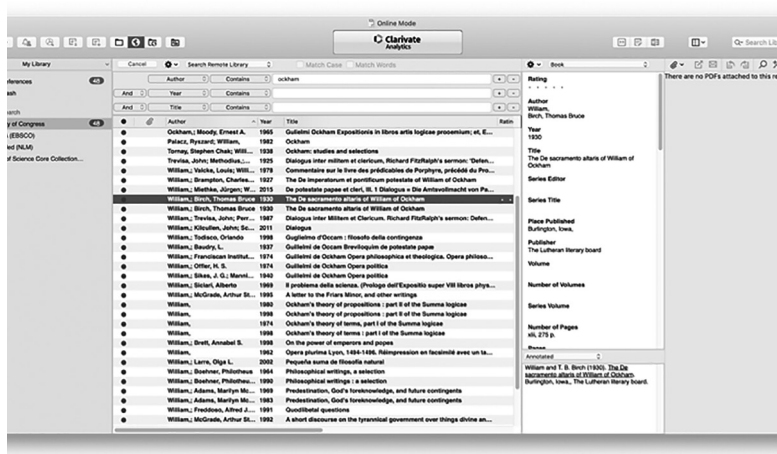 Online Mode
Clarivate
Analytics
Search Lib
My Library
Cancel
Search Remote Library
Match Case
Match Words
Book
Author Contains ockham
And Year Contains
And Title Contains
ferences 48
y of Congress 48
(EBSCO)
ed (NLM)
of Science Core Collection...
Author Year Title Ratin
Ockham,; Moody, Ernest A. 1965 Gulielmi Ockham Expositionis in libros artis logicae prooemium; et, E...
Palacz, Ryszard; William, 1982 Ockham
Tornay, Stephen Chak; Willi... 1938 Ockham: studies and selections
Trevisa, John; Methodius,;... 1925 Dialogus inter militem et clericum, Richard FitzRalph's sermon: 'Defen...
William,; Valcke, Louis; Willi... 1978 Commentaire sur le livre des prédicables de Porphyre, précédé du Pro...
William,; Brampton, Charles... 1927 The De imperatorum et pontificum potestate of William of Ockham
William,; Miethke, Jürgen; W... 2015 De potestate papae et cleri, III, 1 Dialogus = Die Amtsvollmacht von Pa...
William,; Birch, Thomas Bruce 1930 The De sacramento altaris of William of Ockham
William,; Birch, Thomas Bruce 1930 The De sacramento altaris of William of Ockham
William,; Trevisa, John; Perr... 1987 Dialogus inter Militem et Clericum. Richard FitzRalph's sermon: Defen...
William,; Kilcullen, John; Sc... 2011 Dialogus
William,; Todisco, Orlando 1998 Guglielmo d'Occam : filosofo della contingenza
William,; Baudry, L. 1937 Guillelmi de Occam Breviloquim de potestate papae
William,; Franciscan Institut... 1974 Guillelmi de Ockham Opera philosophica et theologica. Opera philoso...
William,; Offler, H. S. 1974 Guillelmi de Ockham Opera politica
William,; Sikes, J. G.; Manni... 1940 Guillelmi de Ockham Opera politica
William,; Siclari, Alberto 1969 Il problema della scienza. (Prologo dell'Expositio super VIII libros phys...
William,; McGrade, Arthur St... 1995 A letter to the Friars Minor, and other writings
William, 1980 Ockham's theory of propositions : part II of the Summa logicae
William, 1998 Ockham's theory of propositions : part II of the Summa logicae
William, 1974 Ockham's theory of terms, part I of the Summa logicae
William, 1998 Ockham's theory of terms : part I of the Summa logicae
William,; Brett, Annabel S. 1998 On the power of emperors and popes
William, 1962 Opera plurima Lyon, 1494-1496. Réimpression en facsimilé avec un ta...
William,; Larre, Olga L. 2002 Pequeña suma de filosofía natural
William,; Boehner, Philotheus 1964 Philosophical writings, a selection
William,; Boehner, Philotheu... 1990 Philosophical writings : a selection
William,; Adams, Marilyn Mc... 1969 Predestination, God's foreknowledge, and future contingents
William,; Adams, Marilyn Mc... 1983 Predestination, God's foreknowledge, and future contingents
William,; Freddoso, Alfred J.... 1991 Quodlibetal questions
William,; McGrade, Arthur St... 1992 A short discourse on the tyrannical government over things divine an...
Rating
Author
William,
Birch, Thomas Bruce
Year
1930
Title
The De sacramento altaris of William of
Ockham
Series Editor
Series Title
Place Published
Burlington, Iowa,
Publisher
The Lutheran literary board
Volume
Number of Volumes
Series Volume
Number of Pages
xlii, 275 p.
Pages
Annotated
William and T. B. Birch (1930). The De
sacramento altaris of William of Ockham.
Burlington, Iowa,, The Lutheran literary board.
There are no PDFs attached to this re